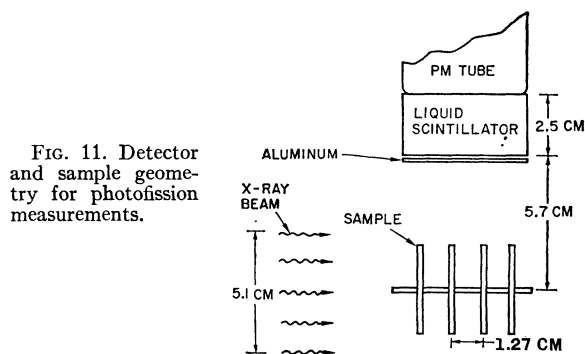 FIG. 11. Detector
and sample geome-
try for photofission
measurements.
PM TUBE
LIQUID
SCINTILLATOR
2.5 CM
ALUMINUM
X-RAY
BEAM
SAMPLE
5.7 CM
5.1 CM
1.27 CM